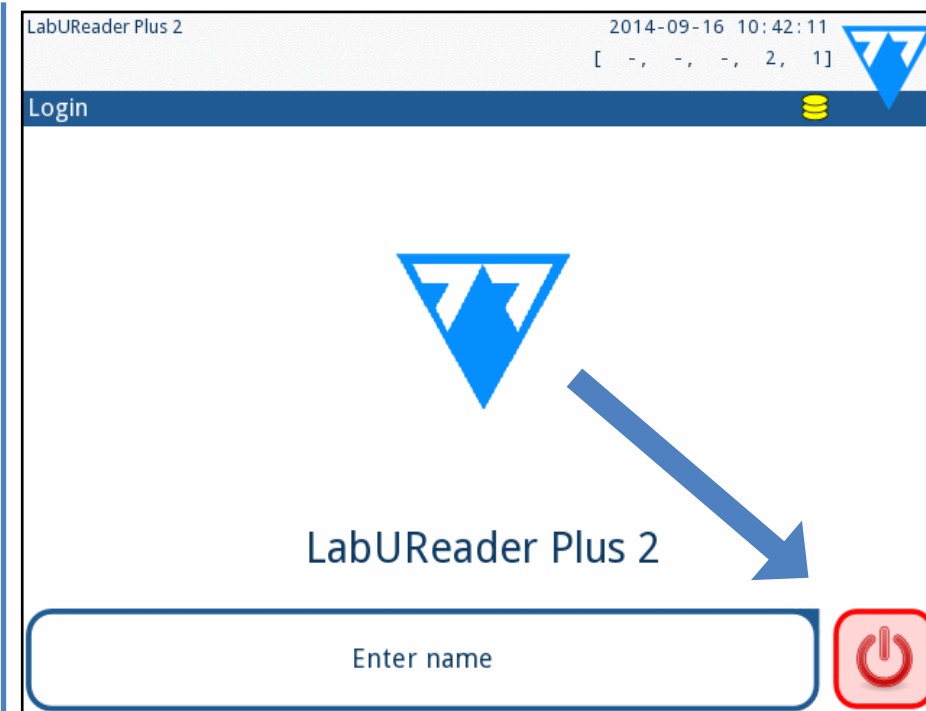 LabUReader Plus 2
2014-09-16 10:42:11
[ -, -, -, 2, 1]
Login
LabUReader Plus 2
Enter name